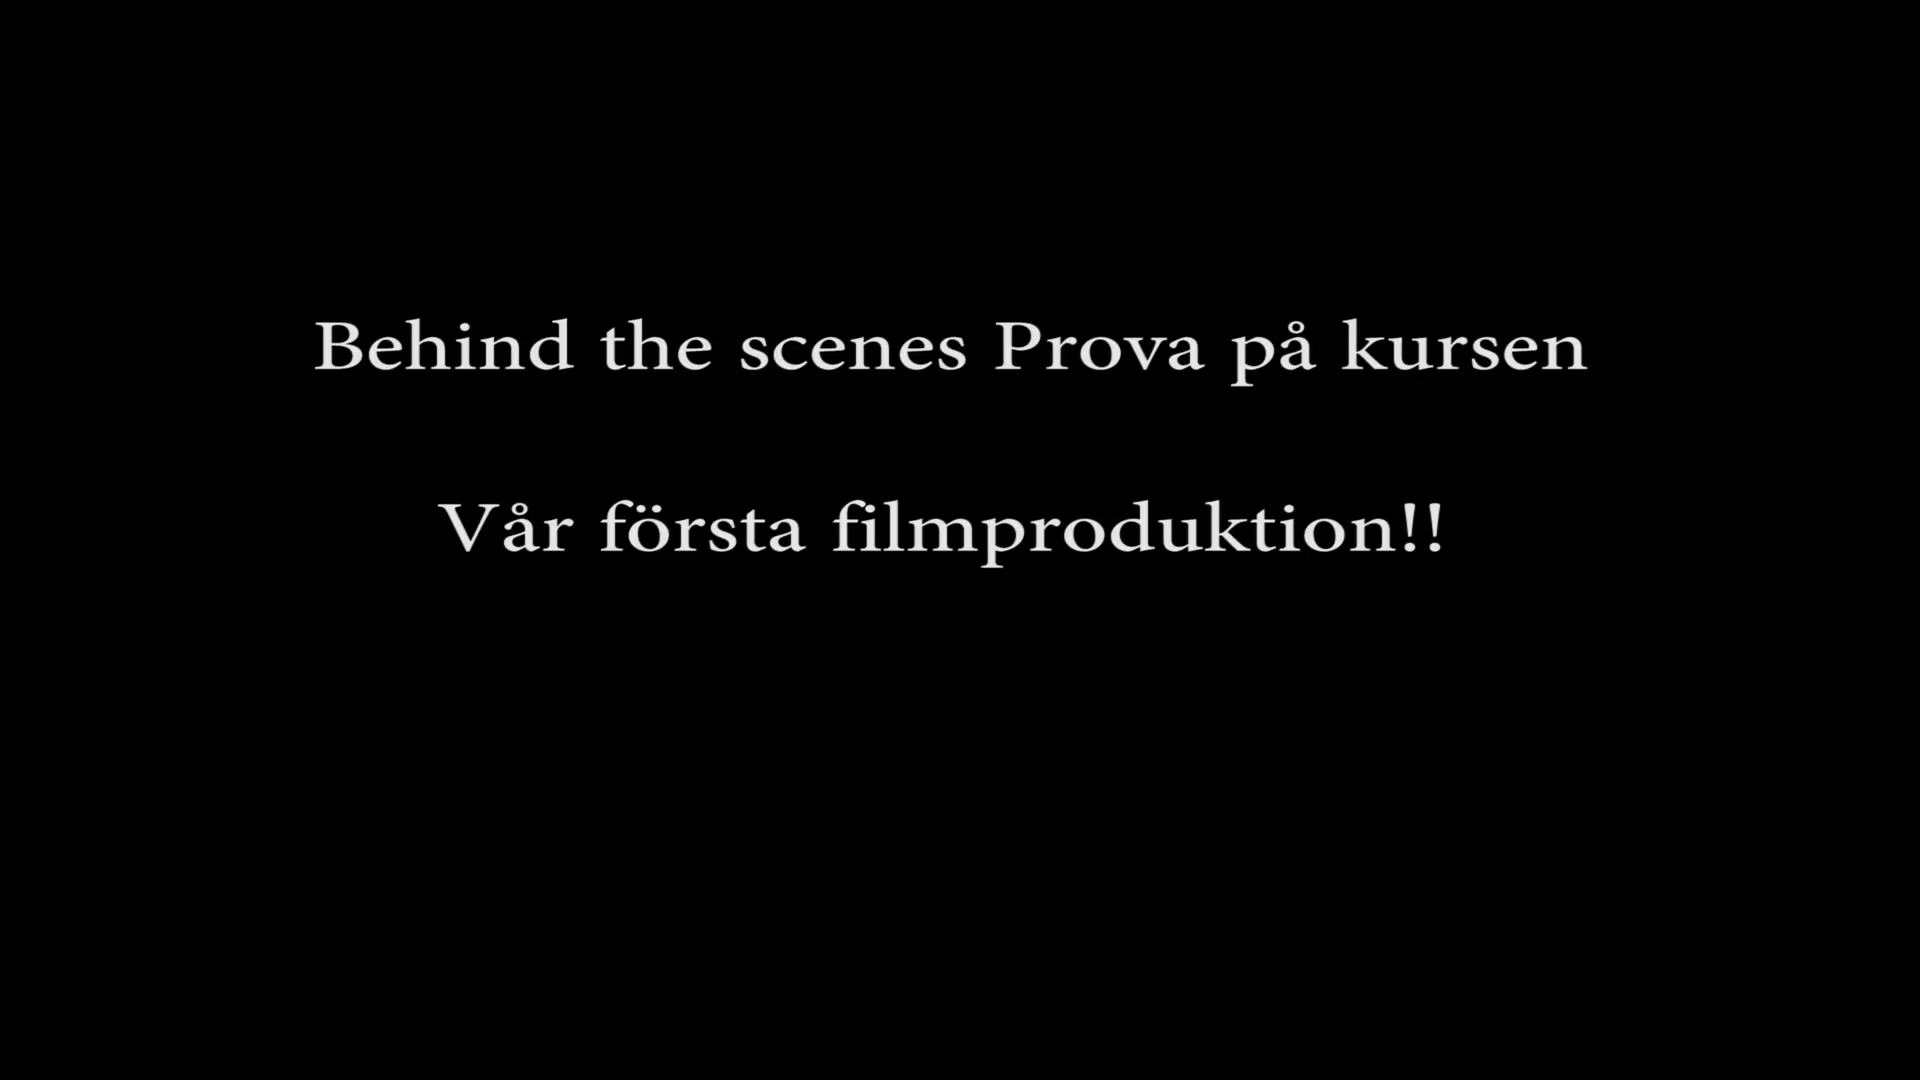 Behind the scenes Prova på kursen
Vår första filmproduktion!!